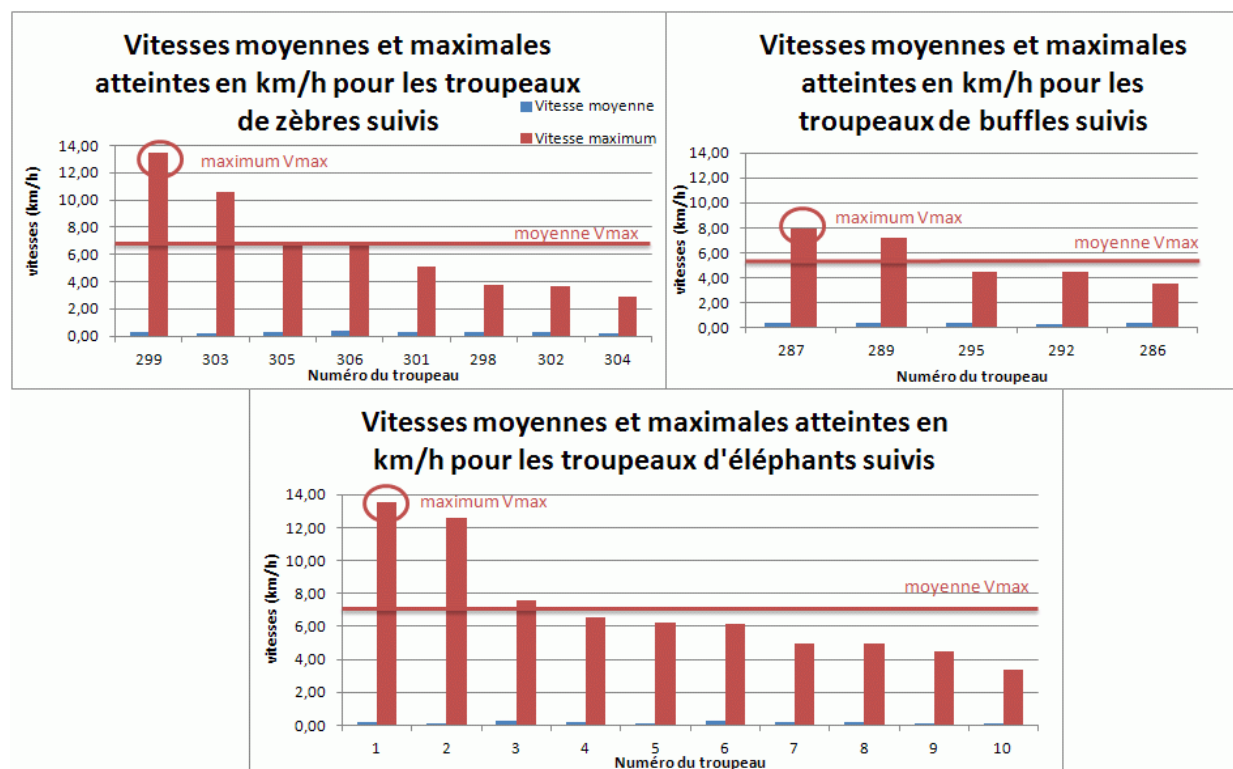 Vitesses moyennes et maximales
atteintes en km/h pour les troupeaux
de zèbres suivis
Vitesse moyenne
Vitesse maximum
14,00
12,00
10,00
8,00
6,00
4,00
2,00
0,00
vitesses (km/h)
maximum Vmax
moyenne Vmax
299 303 305 306 301 298 302 304
Numéro du troupeau
Vitesses moyennes et maximales
atteintes en km/h pour les
troupeaux de buffles suivis
14,00
12,00
10,00
8,00
6,00
4,00
2,00
0,00
vitesses (km/h)
maximum Vmax
moyenne Vmax
287 289 295 292 286
Numéro du troupeau
Vitesses moyennes et maximales atteintes en
km/h pour les troupeaux d'éléphants suivis
14,00
12,00
10,00
8,00
6,00
4,00
2,00
0,00
vitesses (km/h)
maximum Vmax
moyenne Vmax
1 2 3 4 5 6 7 8 9 10
Numéro du troupeau